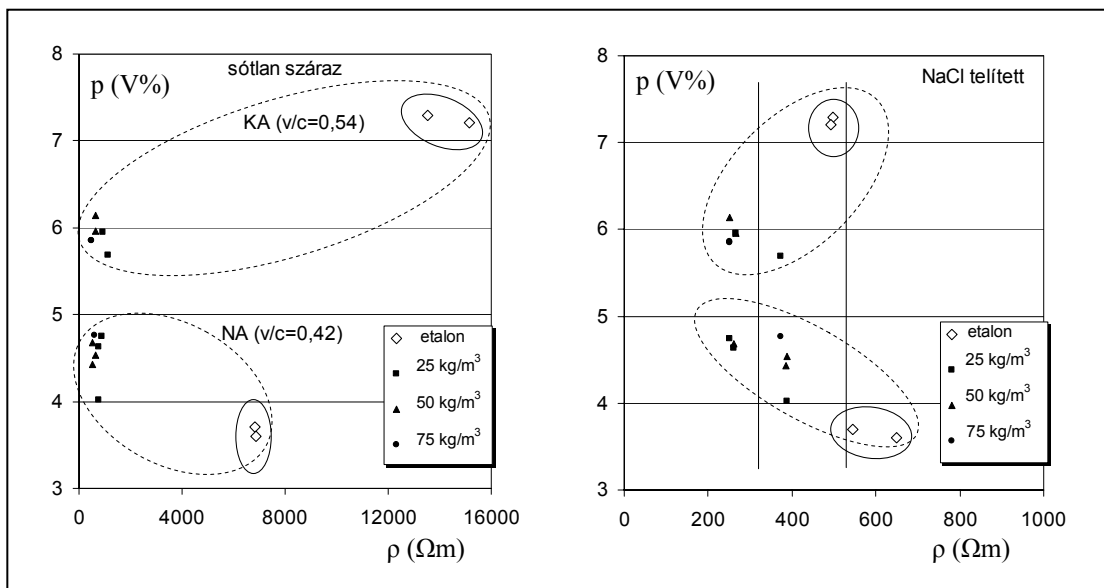 8
7
6
5
4
3
p (V%)
sótlan száraz
KA (v/c=0,54)
NA (v/c=0,42)
etalon
25 kg/m³
50 kg/m³
75 kg/m³
0
4000
8000
12000
16000
ρ (Ωm)
8
7
6
5
4
3
p (V%)
NaCl telített
etalon
25 kg/m³
50 kg/m³
75 kg/m³
0
200
400
600
800
1000
ρ (Ωm)